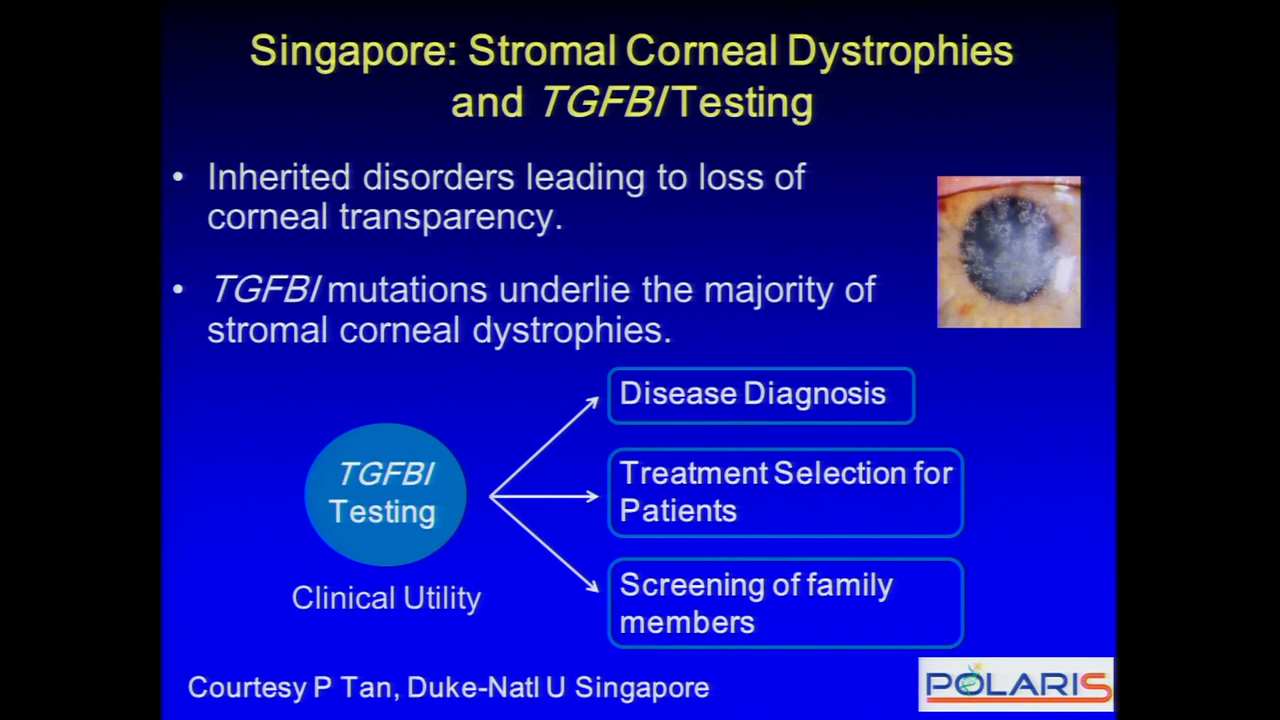 Singapore: Stromal Corneal Dystrophies
and TGFBI Testing
• Inherited disorders leading to loss of
corneal transparency.
• TGFBI mutations underlie the majority of
stromal corneal dystrophies.
TGFBI
Testing
Clinical Utility
Disease Diagnosis
Treatment Selection for
Patients
Screening of family
members
Courtesy P Tan, Duke-Natl U Singapore
POLARIS